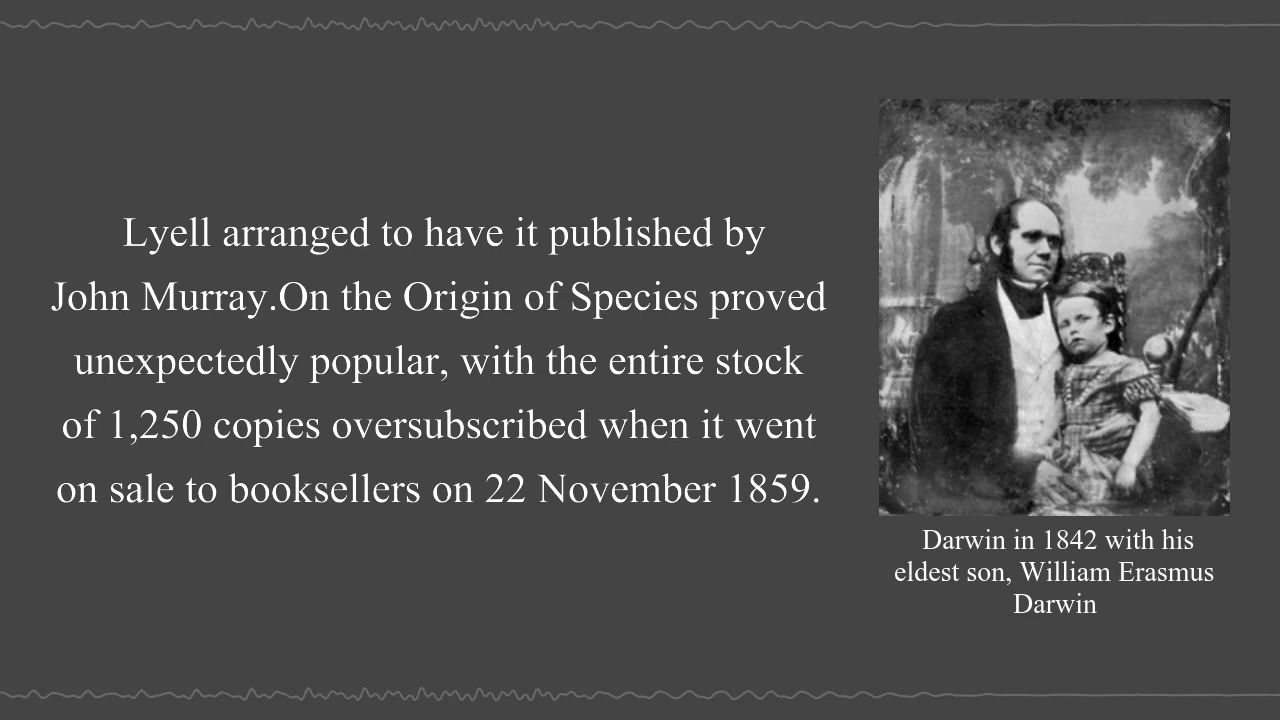 Lyell arranged to have it published by
John Murray.On the Origin of Species proved
unexpectedly popular, with the entire stock
of 1,250 copies oversubscribed when it went
on sale to booksellers on 22 November 1859.
Darwin in 1842 with his
eldest son, William Erasmus
Darwin